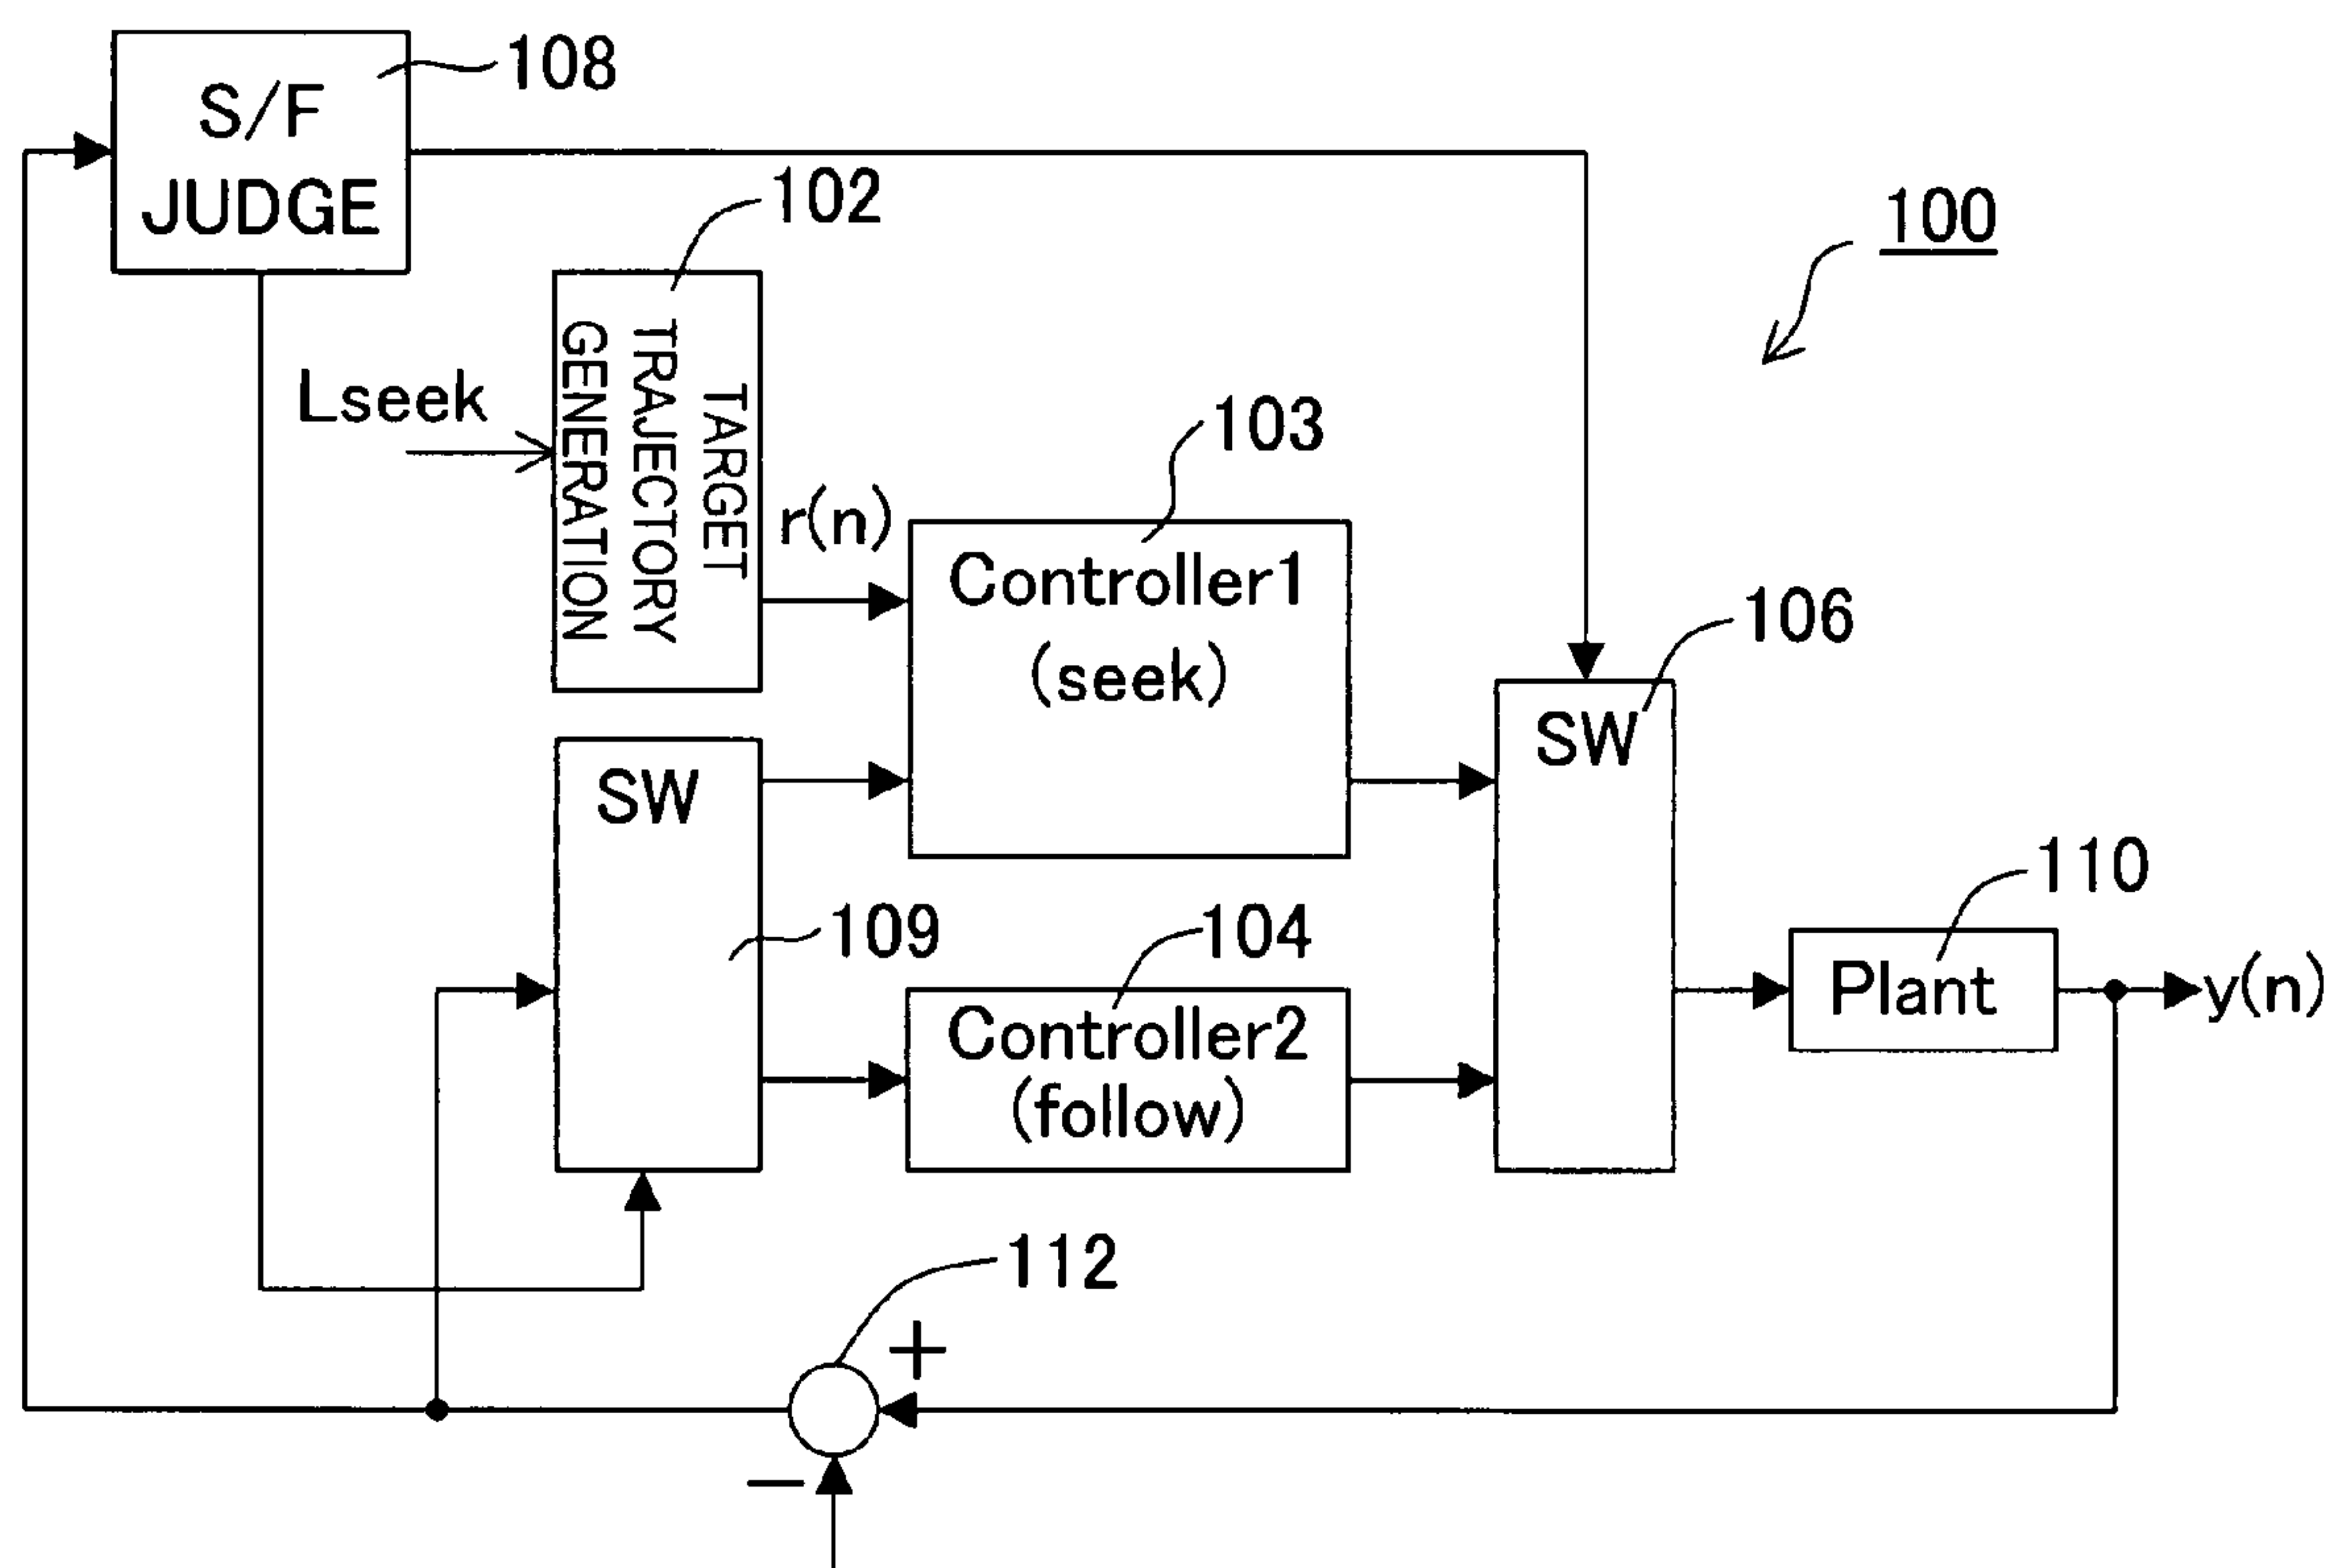 108
S/F
JUDGE
102
100
TARGET
TRAJECTORY
GENERATION
Lseek
103
r(n)
Controller1
(seek)
106
SW
SW
110
109
104
Plant
y(n)
Controller2
(follow)
112
+
−